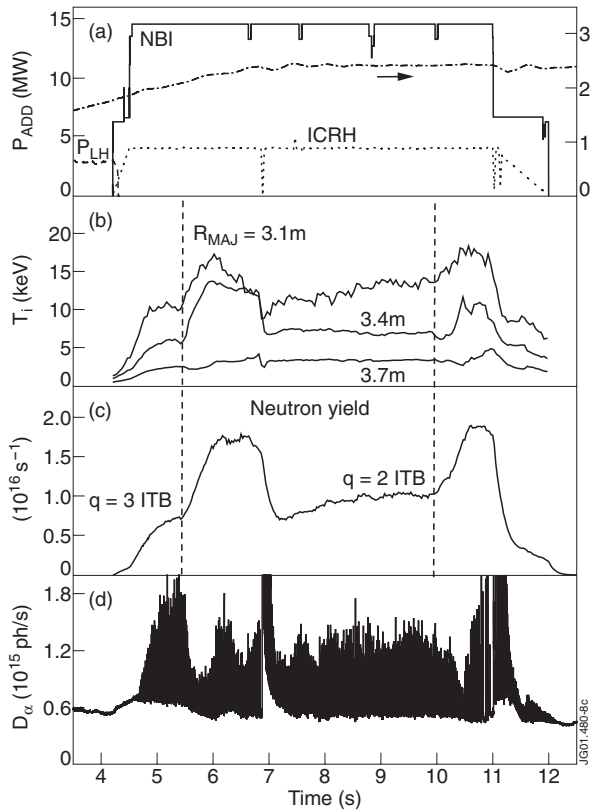 15
(a)
NBI
3
P_ADD (MW)
10
2
5
P_LH
ICRH
1
0
0
(b)
R_MAJ = 3.1m
20
T_i (keV)
15
10
3.4m
5
3.7m
0
(c)
Neutron yield
2.0
(10^16 s^−1)
1.5
q = 2 ITB
1.0
q = 3 ITB
0.5
0
(d)
1.8
D_α (10^15 ph/s)
1.2
0.6
0
4 5 6 7 8 9 10 11 12
Time (s)
JG01.480-8c